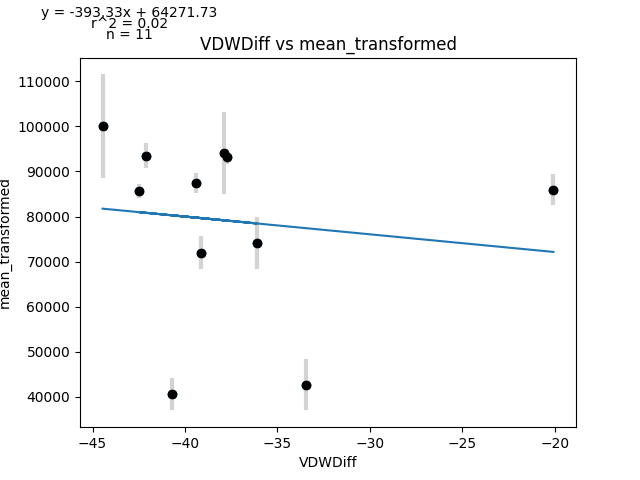 y = -393.33x + 64271.73
r^2 = 0.02
n = 11
VDWDiff vs mean_transformed
110000
100000
90000
80000
70000
60000
50000
40000
mean_transformed
−45
−40
−35
−30
−25
−20
VDWDiff